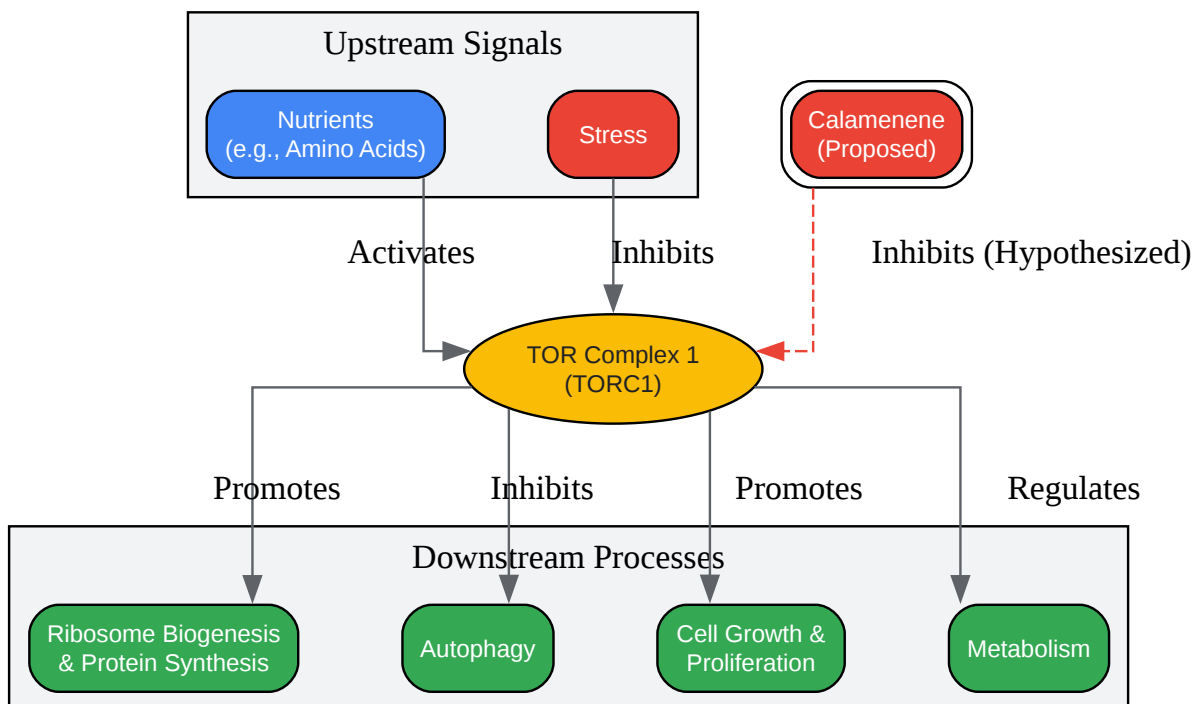 Upstream Signals
Nutrients
(e.g., Amino Acids)
Stress
Calamenene
(Proposed)
Activates
Inhibits
Inhibits (Hypothesized)
TOR Complex 1
(TORC1)
Promotes
Inhibits
Promotes
Regulates
Downstream Processes
Ribosome Biogenesis
& Protein Synthesis
Autophagy
Cell Growth &
Proliferation
Metabolism